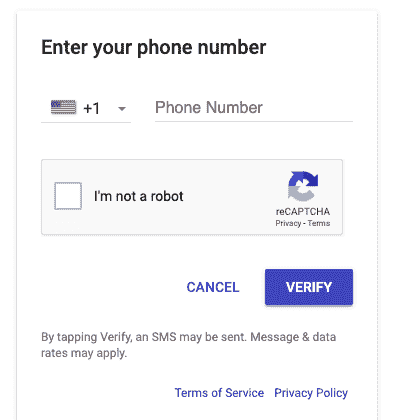 Enter your phone number
+1 Phone Number
I'm not a robot
reCAPTCHA
Privacy - Terms
CANCEL VERIFY
By tapping Verify, an SMS may be sent. Message & data
rates may apply.
Terms of Service Privacy Policy